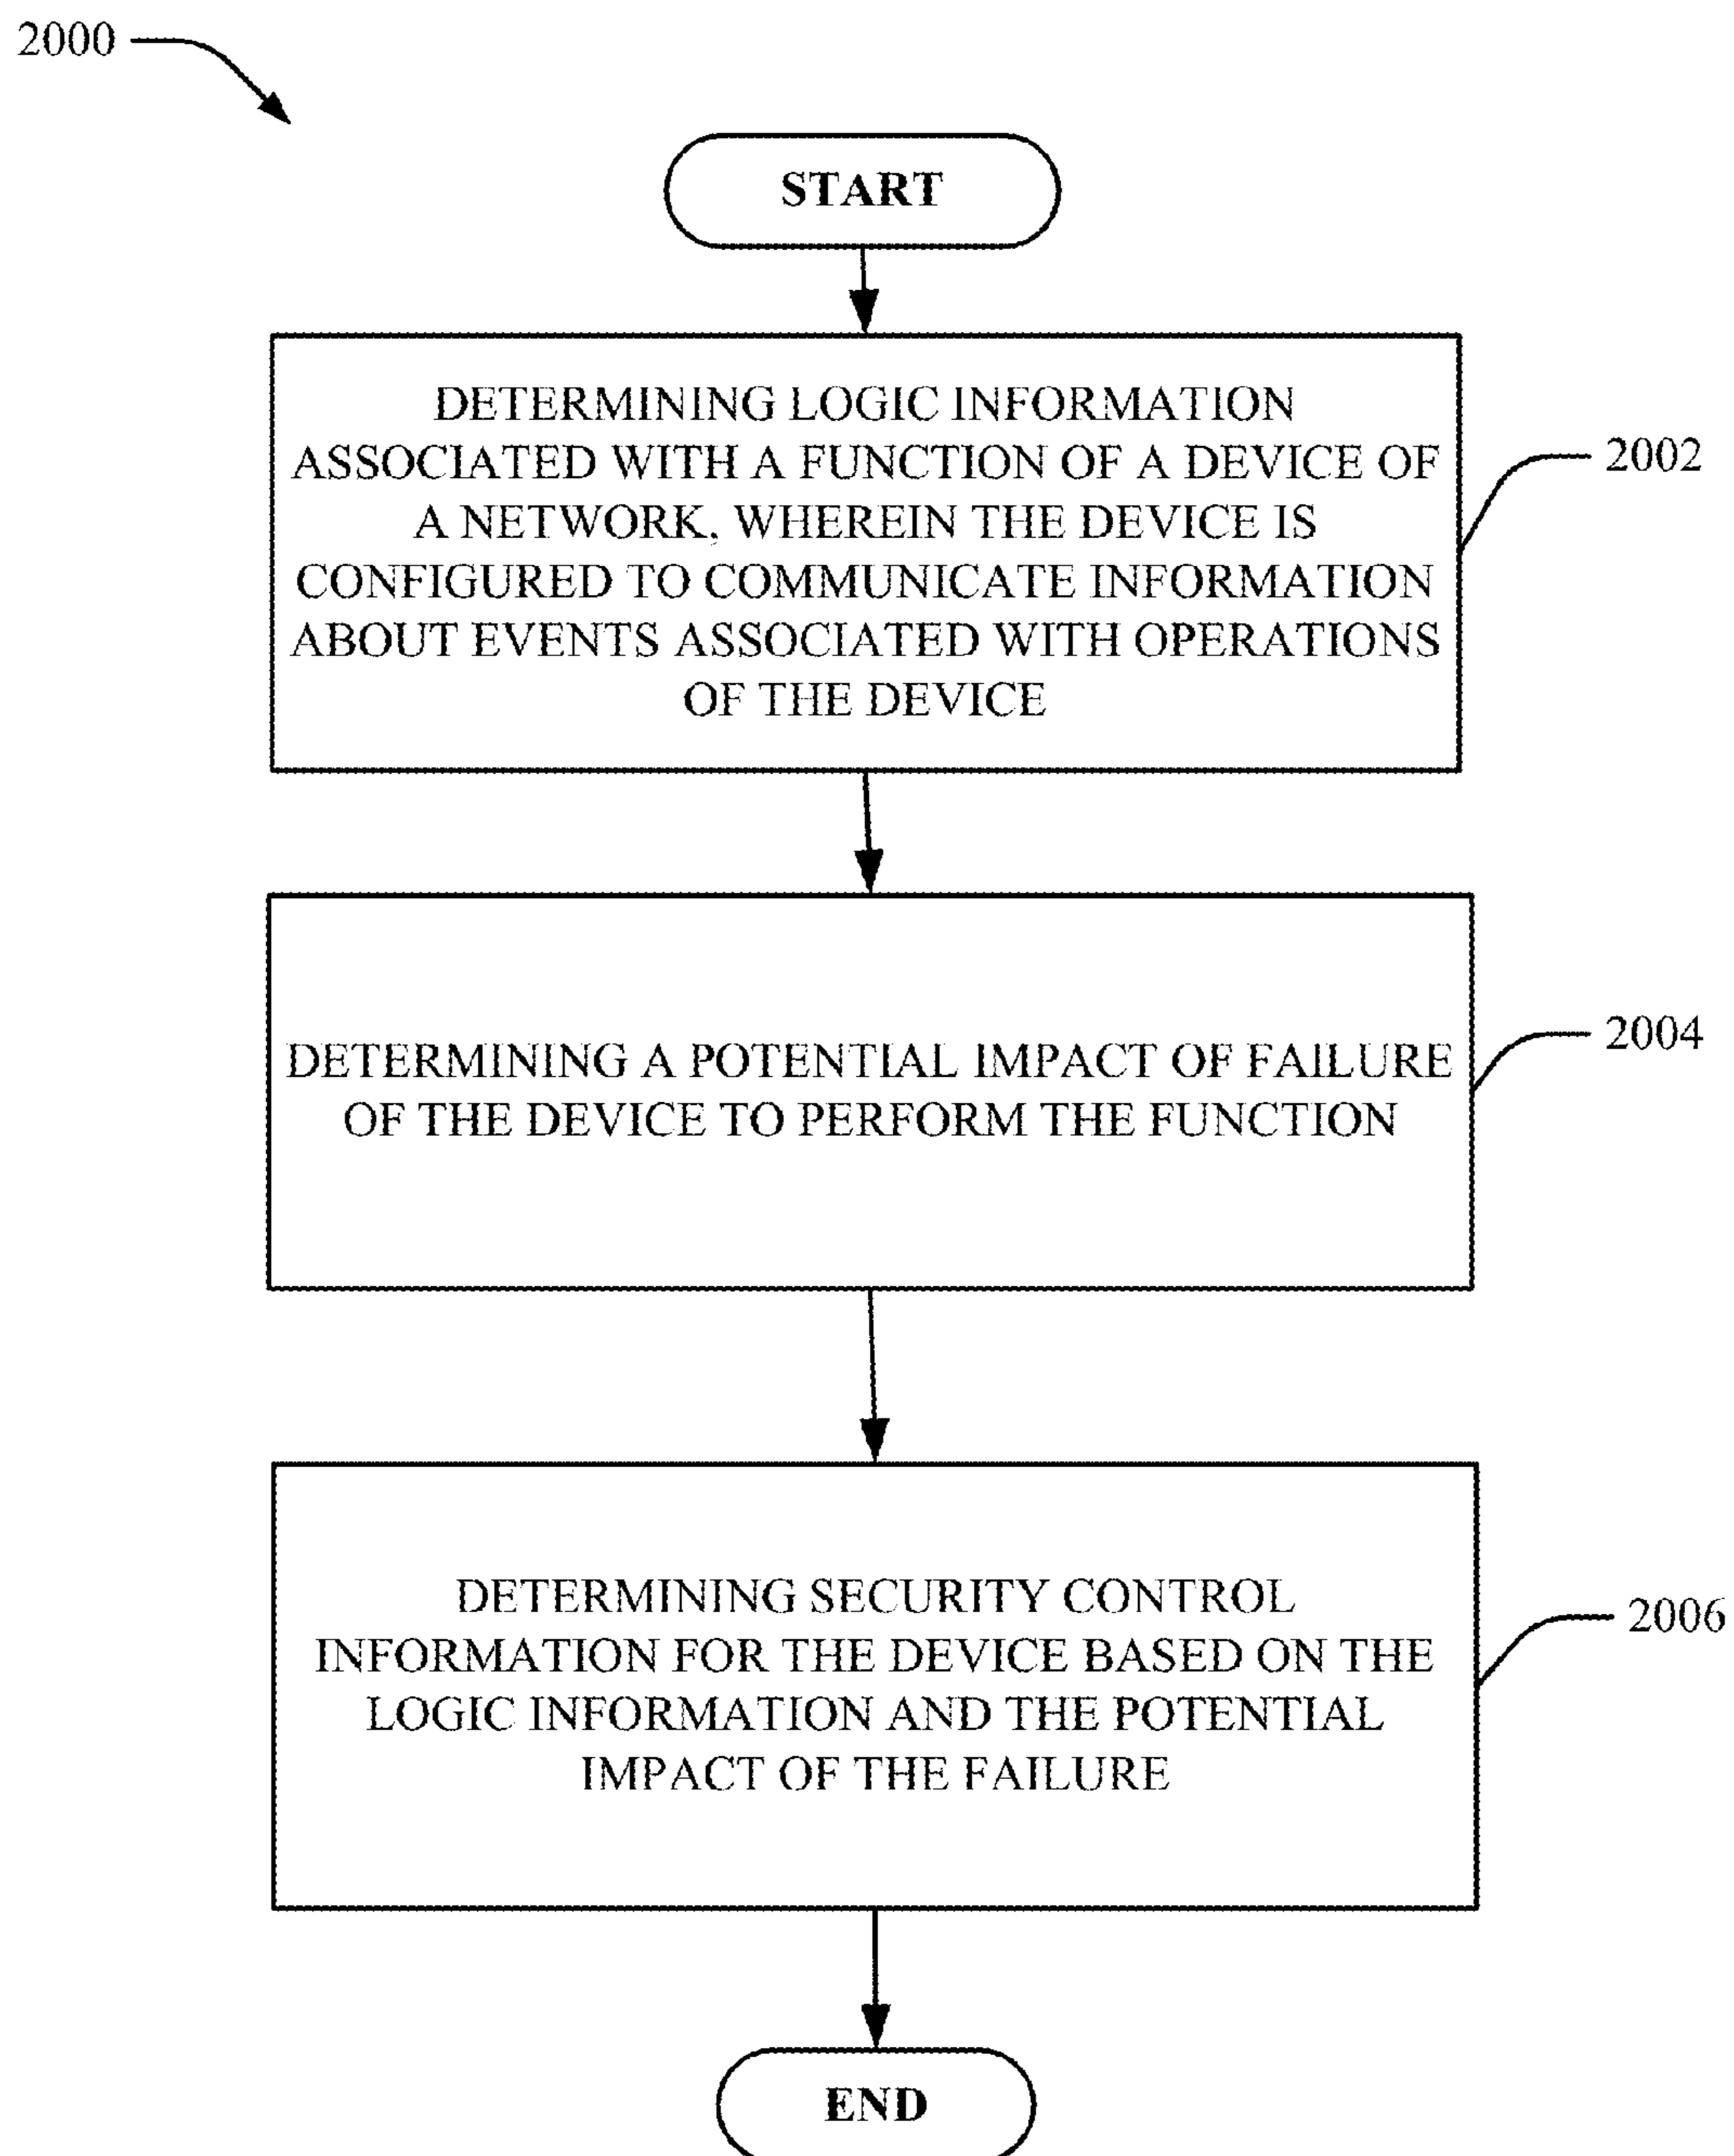 2000
START
DETERMINING LOGIC INFORMATION
ASSOCIATED WITH A FUNCTION OF A DEVICE OF
A NETWORK, WHEREIN THE DEVICE IS
CONFIGURED TO COMMUNICATE INFORMATION
ABOUT EVENTS ASSOCIATED WITH OPERATIONS
OF THE DEVICE
2002
DETERMINING A POTENTIAL IMPACT OF FAILURE
OF THE DEVICE TO PERFORM THE FUNCTION
2004
DETERMINING SECURITY CONTROL
INFORMATION FOR THE DEVICE BASED ON THE
LOGIC INFORMATION AND THE POTENTIAL
IMPACT OF THE FAILURE
2006
END